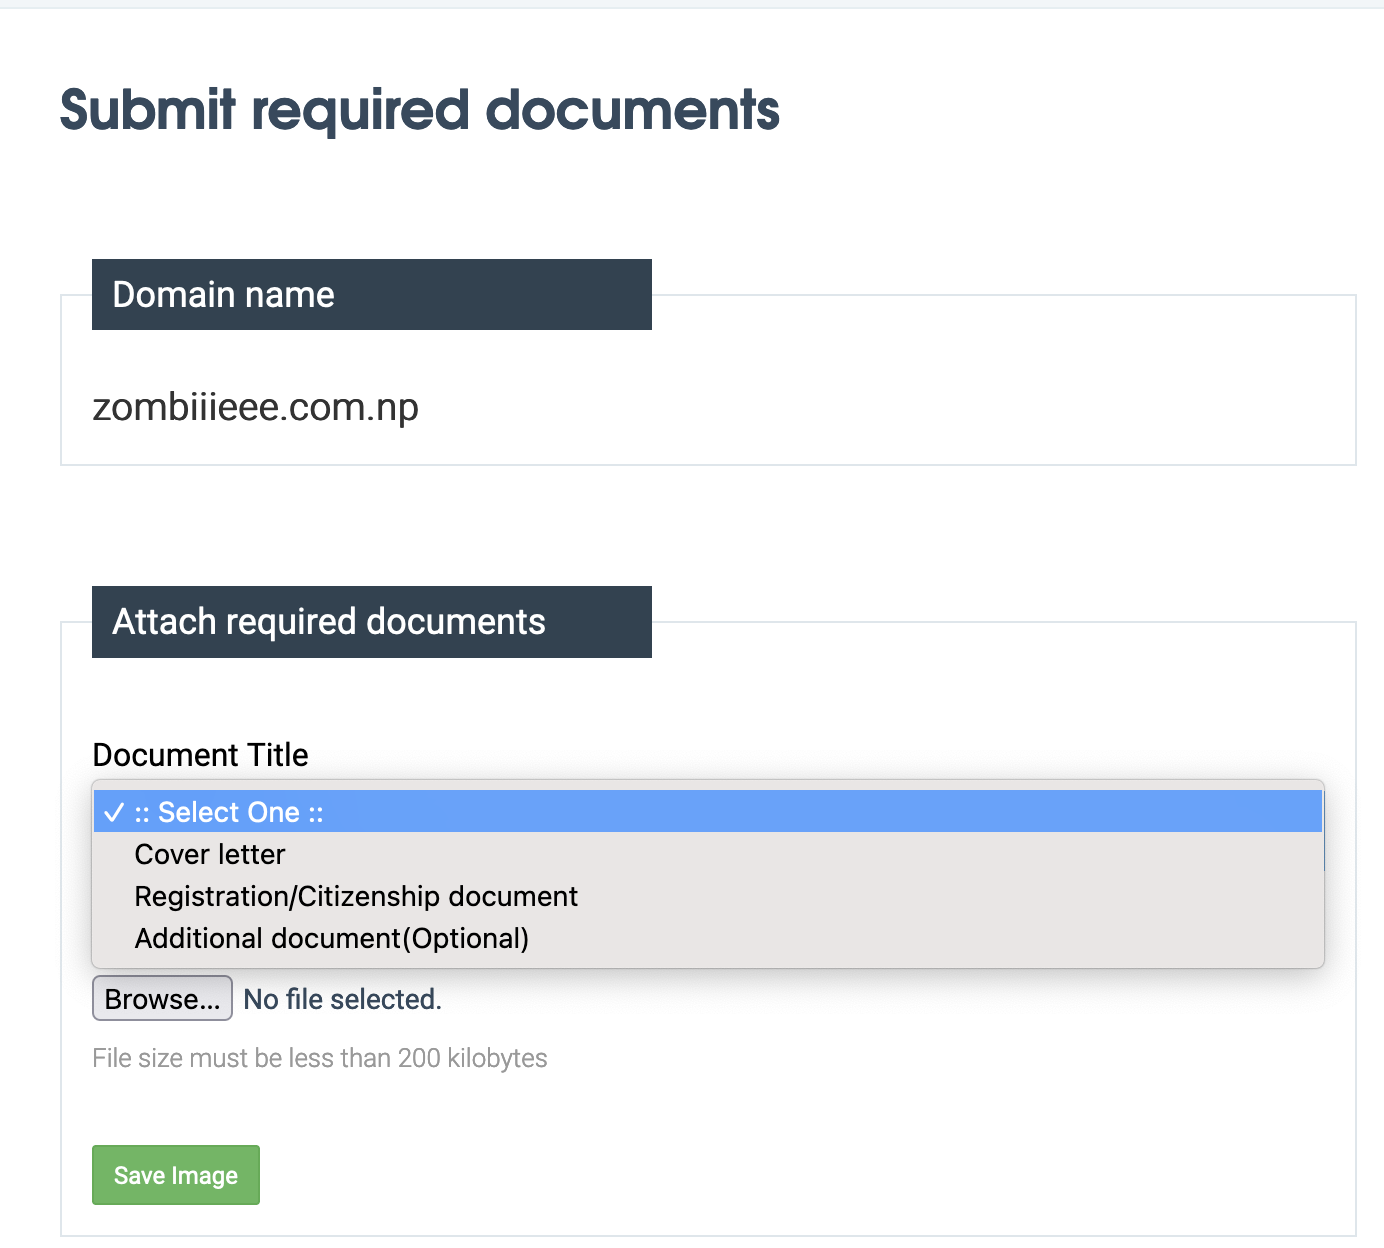 Submit required documents
Domain name
zombiiieee.com.np
Attach required documents
Document Title
✓ :: Select One ::
Cover letter
Registration/Citizenship document
Additional document(Optional)
Browse... No file selected.
File size must be less than 200 kilobytes
Save Image